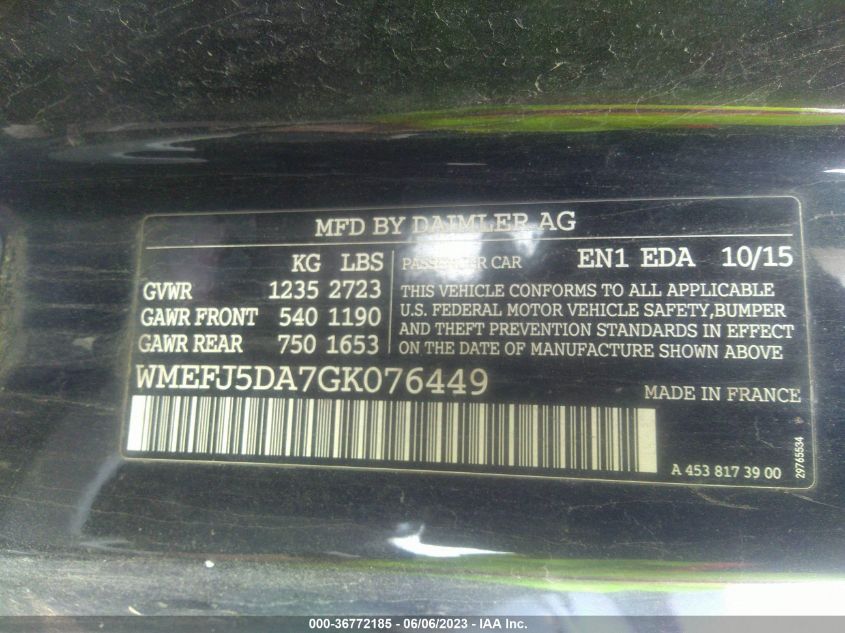 MFD BY DAIMLER AG
KG LBS
GVWR 1235 2723
GAWR FRONT 540 1190
GAWR REAR 750 1653
PASSENGER CAR EN1 EDA 10/15
THIS VEHICLE CONFORMS TO ALL APPLICABLE
U.S. FEDERAL MOTOR VEHICLE SAFETY,BUMPER
AND THEFT PREVENTION STANDARDS IN EFFECT
ON THE DATE OF MANUFACTURE SHOWN ABOVE
WMEFJ5DA7GK076449
MADE IN FRANCE
A 453 817 39 00
29765534
000-36772185 - 06/06/2023 - IAA Inc.